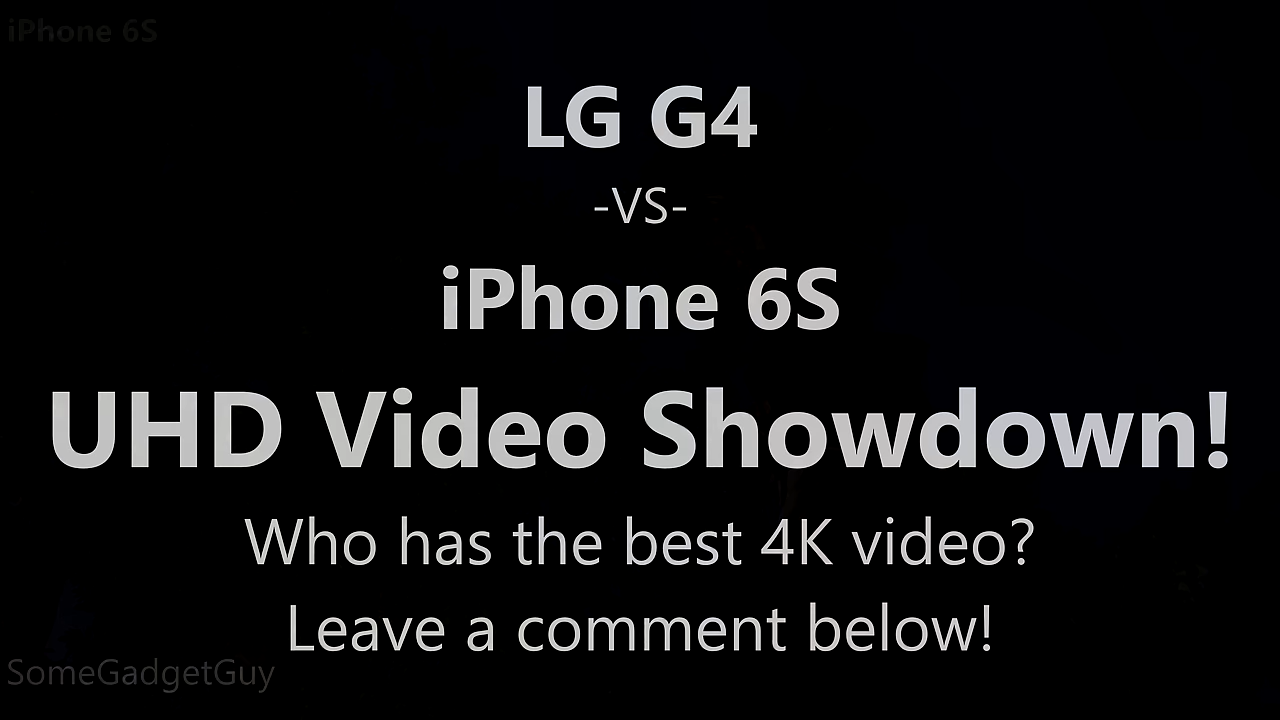 iPhone 6S
LG G4
-VS-
iPhone 6S
UHD Video Showdown!
Who has the best 4K video?
Leave a comment below!
SomeGadgetGuy